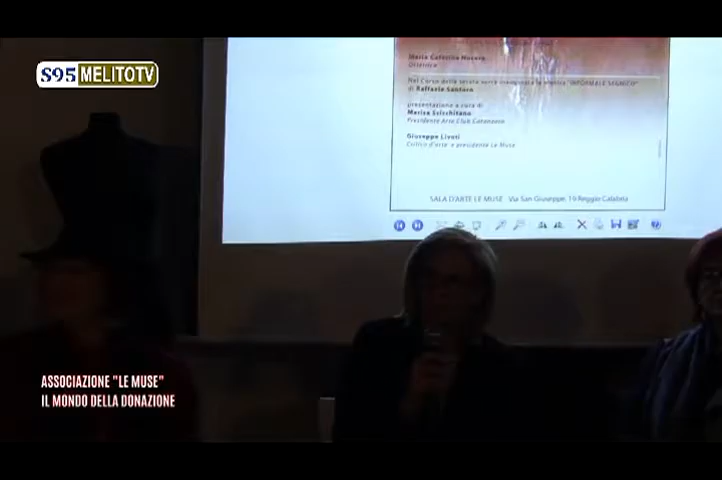 S95 MELITOTV
Maria Caterina Nucera
Ostetrica
Nel Corso della serata verrà inaugurata la mostra "INFORMALE SEGNICO"
di Raffaele Santoro
presentazione a cura di
Marisa Scicchitano
Presidente Arte Club Catanzaro
Giuseppe Livoti
Critico d'arte e presidente Le Muse
SALA D'ARTE LE MUSE Via San Giuseppe, 19 Reggio Calabria
ASSOCIAZIONE "LE MUSE"
IL MONDO DELLA DONAZIONE